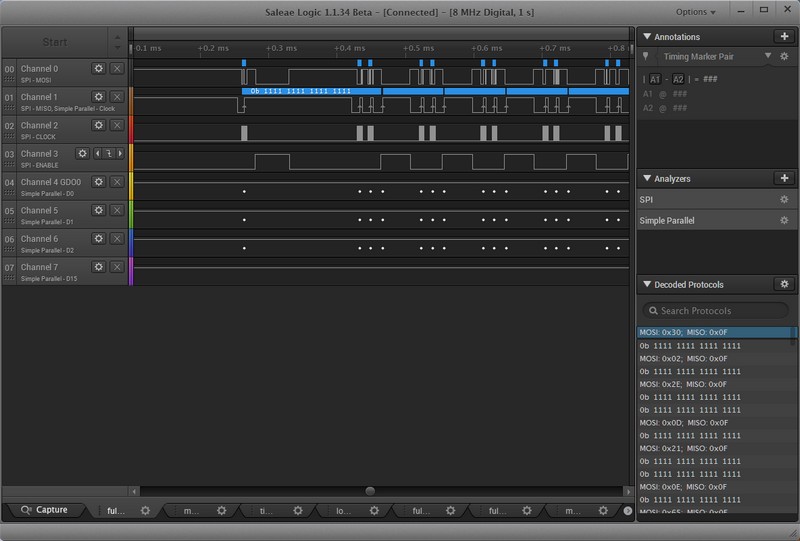 Saleae Logic 1.1.34 Beta - [Connected] - [8 MHz Digital, 1 s]
Options
Start
+0.1 ms +0.2 ms +0.3 ms +0.4 ms +0.5 ms +0.6 ms +0.7 ms +0.8
Annotations
Timing Marker Pair
| A1 - A2 | = ###
A1 @ ###
A2 @ ###
00 Channel 0
SPI - MOSI
01 Channel 1
SPI - MISO, Simple Parallel - Clock
0b 1111 1111 1111 1111
02 Channel 2
SPI - CLOCK
03 Channel 3
SPI - ENABLE
04 Channel 4 GDO0
Simple Parallel - D0
05 Channel 5
Simple Parallel - D1
06 Channel 6
Simple Parallel - D2
07 Channel 7
Simple Parallel - D15
Analyzers
SPI
Simple Parallel
Decoded Protocols
Search Protocols
MOSI: 0x30; MISO: 0x0F
0b 1111 1111 1111 1111
MOSI: 0x02; MISO: 0x0F
0b 1111 1111 1111 1111
MOSI: 0x2E; MISO: 0x0F
0b 1111 1111 1111 1111
0b 1111 1111 1111 1111
MOSI: 0x0D; MISO: 0x0F
0b 1111 1111 1111 1111
MOSI: 0x21; MISO: 0x0F
0b 1111 1111 1111 1111
0b 1111 1111 1111 1111
MOSI: 0x0E; MISO: 0x0F
0b 1111 1111 1111 1111
MOSI: 0x65; MISO: 0x0F
Capture
ful... m... ti... lo... ful... ful... m...